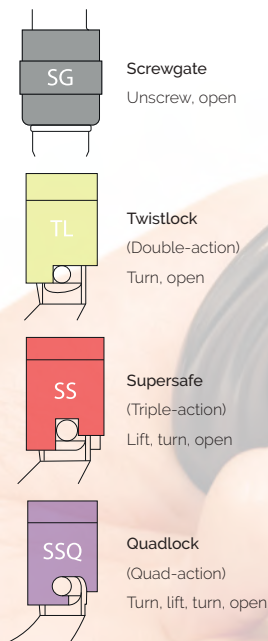 SG
Screwgate
Unscrew, open
TL
Twistlock
(Double-action)
Turn, open
SS
Supersafe
(Triple-action)
Lift, turn, open
SSQ
Quadlock
(Quad-action)
Turn, lift, turn, open